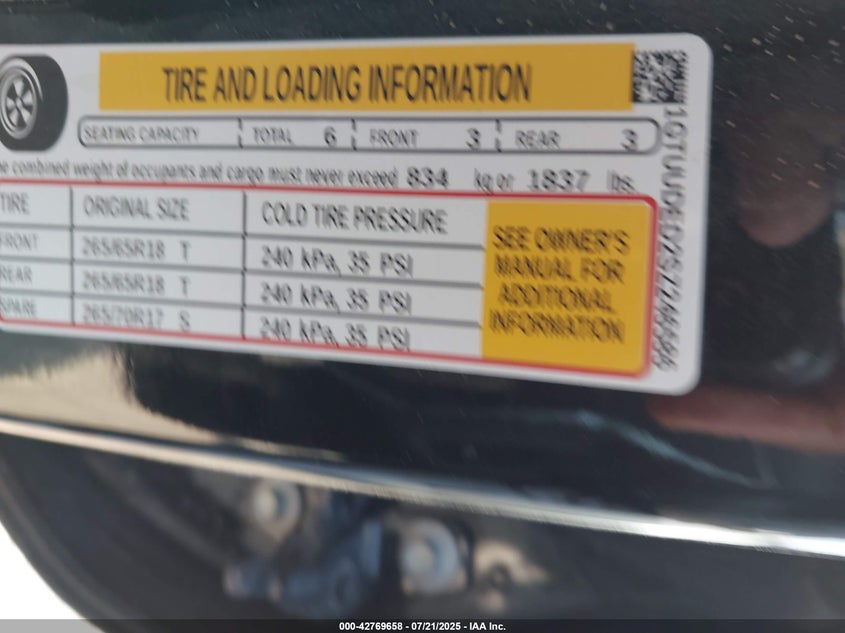 TIRE AND LOADING INFORMATION
SEATING CAPACITY TOTAL 6 FRONT 3 REAR 3
combined weight of occupants and cargo must never exceed 834 kg or 1837 lbs.
TIRE ORIGINAL SIZE COLD TIRE PRESSURE
FRONT 265/65R18 T 240 kPa, 35 PSI
REAR 265/65R18 T 240 kPa, 35 PSI
SPARE 265/70R17 S 240 kPa, 35 PSI
SEE OWNER'S
MANUAL FOR
ADDITIONAL
INFORMATION
000-42769658 - 07/21/2025 - IAA Inc.